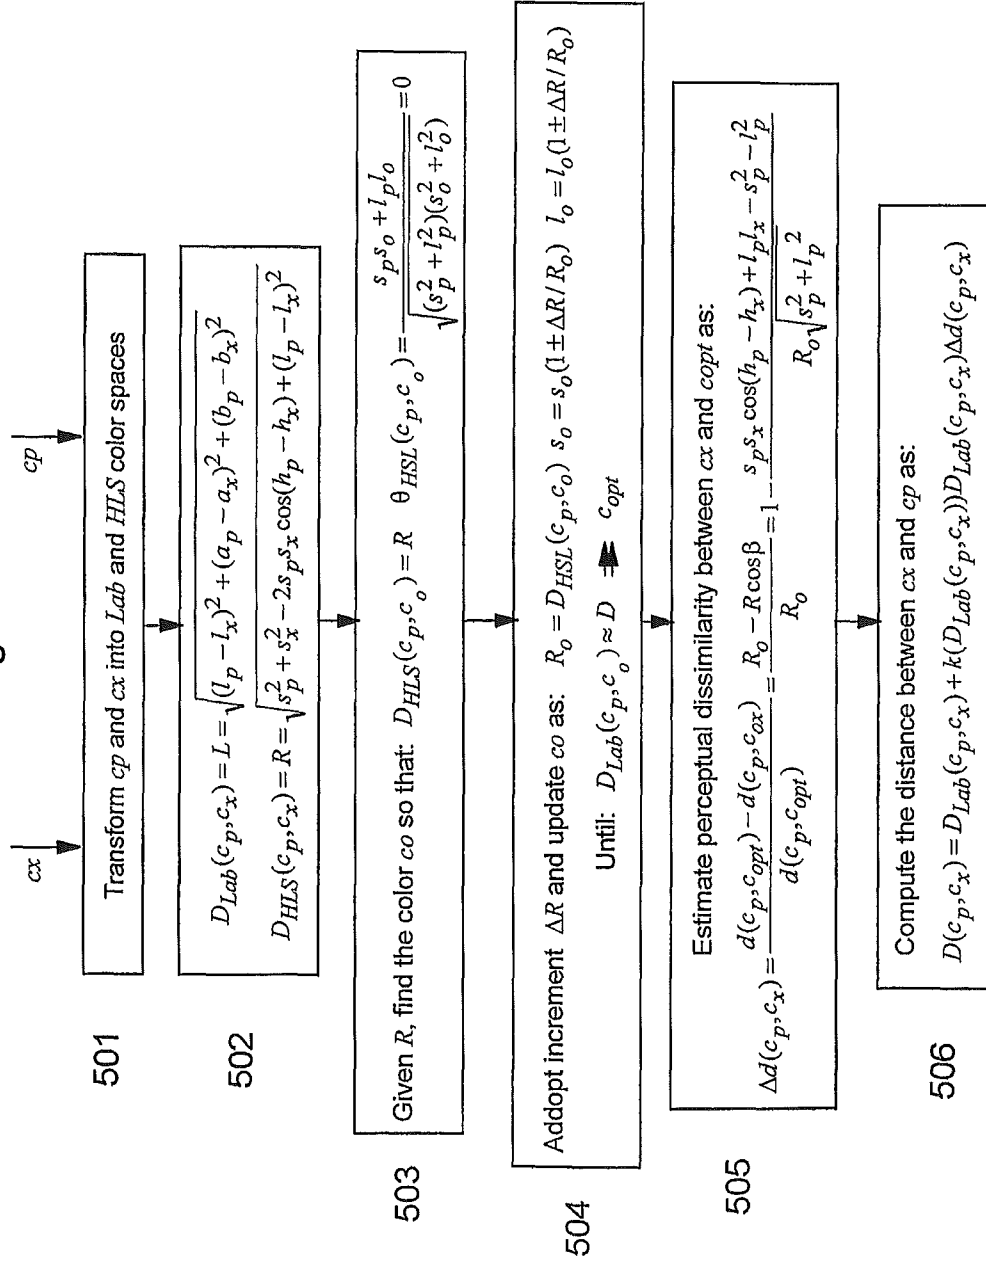 cx
cp
501
Transform cp and cx into Lab and HLS color spaces
502
D_Lab(c_p,c_x) = L = √((l_p − l_x)² + (a_p − a_x)² + (b_p − b_x)²)
D_HLS(c_p,c_x) = R = √(s_p² + s_x² − 2s_p s_x cos(h_p − h_x) + (l_p − l_x)²)
503
Given R, find the color co so that: D_HLS(c_p,c_o) = R θ_HSL(c_p,c_o) = (s_p s_o + l_p l_o) / √((s_p² + l_p²)(s_o² + l_o²)) = 0
504
Addopt increment ΔR and update co as: R_o = D_HSL(c_p,c_o) s_o = s_o(1±ΔR/R_o) l_o = l_o(1±ΔR/R_o)
Until: D_Lab(c_p,c_o) ≈ D ⇒ c_opt
505
Estimate perceptual dissimilarity between cx and copt as:
Δd(c_p,c_x) = (d(c_p,c_opt) − d(c_p,c_ox)) / d(c_p,c_opt) = (R_o − R cosβ) / R_o = 1 − (s_p s_x cos(h_p − h_x) + l_p l_x − s_p² − l_p²) / (R_o √(s_p² + l_p²))
506
Compute the distance between cx and cp as:
D(c_p,c_x) = D_Lab(c_p,c_x) + k(D_Lab(c_p,c_x))D_Lab(c_p,c_x)Δd(c_p,c_x)